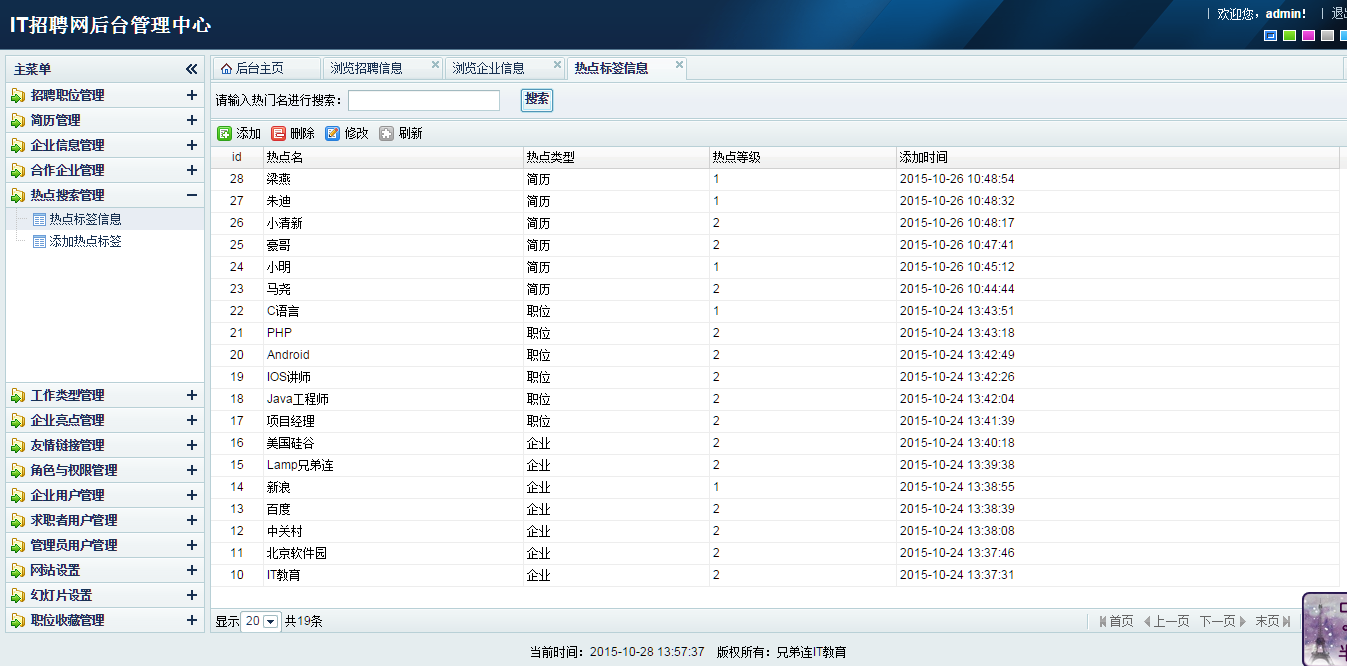 IT招聘网后台管理中心
欢迎您，admin!
主菜单
招聘职位管理
简历管理
企业信息管理
合作企业管理
热点搜索管理
热点标签信息
添加热点标签
工作类型管理
企业亮点管理
友情链接管理
角色与权限管理
企业用户管理
求职者用户管理
管理员用户管理
网站设置
幻灯片设置
职位收藏管理
后台主页 浏览招聘信息 浏览企业信息 热点标签信息
请输入热门名进行搜索： 搜索
添加 删除 修改 刷新
id 热点名 热点类型 热点等级 添加时间
28 梁燕 简历 1 2015-10-26 10:48:54
27 朱迪 简历 1 2015-10-26 10:48:32
26 小清新 简历 2 2015-10-26 10:48:17
25 豪哥 简历 2 2015-10-26 10:47:41
24 小明 简历 1 2015-10-26 10:45:12
23 马尧 简历 2 2015-10-26 10:44:44
22 C语言 职位 1 2015-10-24 13:43:51
21 PHP 职位 2 2015-10-24 13:43:18
20 Android 职位 2 2015-10-24 13:42:49
19 IOS讲师 职位 2 2015-10-24 13:42:26
18 Java工程师 职位 2 2015-10-24 13:42:04
17 项目经理 职位 2 2015-10-24 13:41:39
16 美国硅谷 企业 2 2015-10-24 13:40:18
15 Lamp兄弟连 企业 2 2015-10-24 13:39:38
14 新浪 企业 1 2015-10-24 13:38:55
13 百度 企业 2 2015-10-24 13:38:39
12 中关村 企业 2 2015-10-24 13:38:08
11 北京软件园 企业 2 2015-10-24 13:37:46
10 IT教育 企业 2 2015-10-24 13:37:31
显示 20 共19条 首页 上一页 下一页 末页
当前时间：2015-10-28 13:57:37 版权所有：兄弟连IT教育